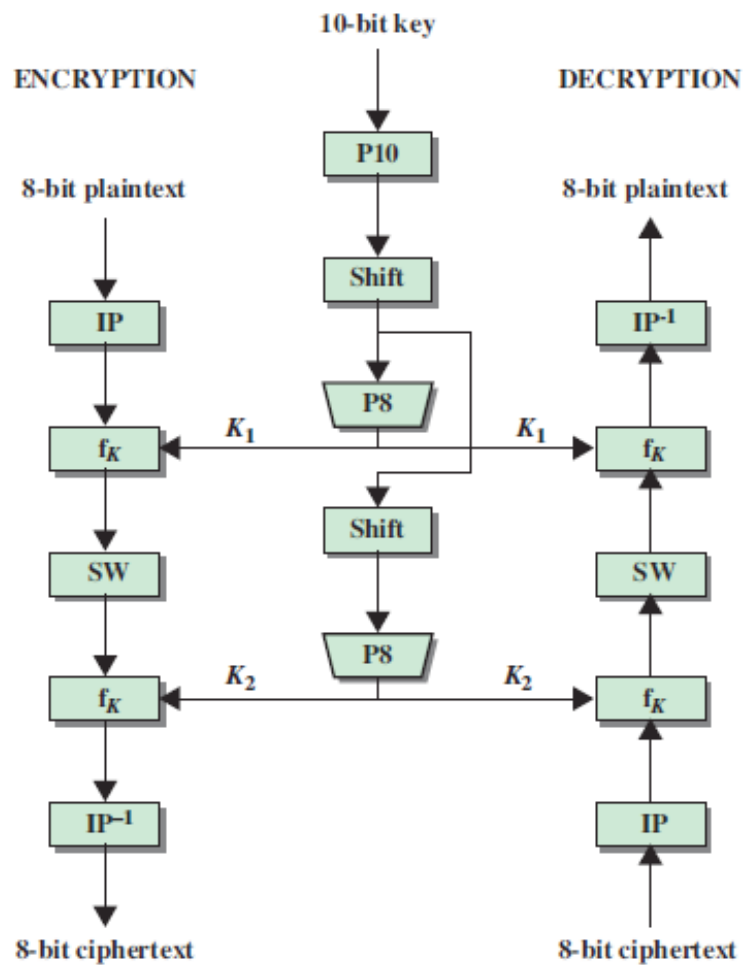 10-bit key
ENCRYPTION
DECRYPTION
P10
8-bit plaintext
8-bit plaintext
Shift
IP
IP-1
P8
K1
K1
fK
fK
Shift
SW
SW
P8
K2
K2
fK
fK
IP–1
IP
8-bit ciphertext
8-bit ciphertext